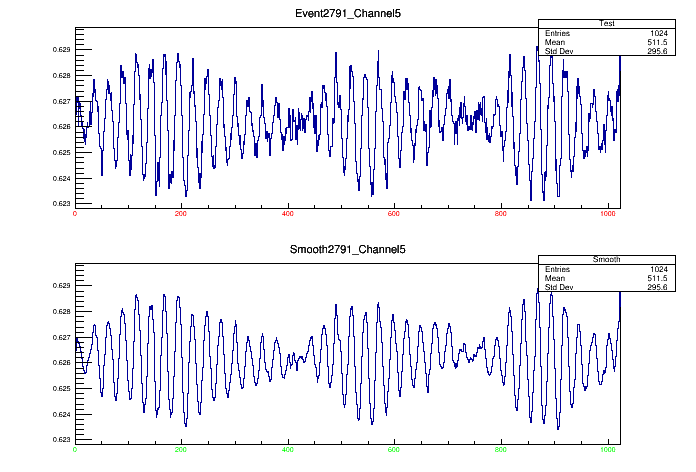 Event2791_Channel5
Test
Entries 1024
Mean 511.5
Std Dev 295.6
0.629
0.628
0.627
0.626
0.625
0.624
0.623
0 200 400 600 800 1000
Smooth2791_Channel5
Smooth
Entries 1024
Mean 511.5
Std Dev 295.6
0.629
0.628
0.627
0.626
0.625
0.624
0.623
0 200 400 600 800 1000